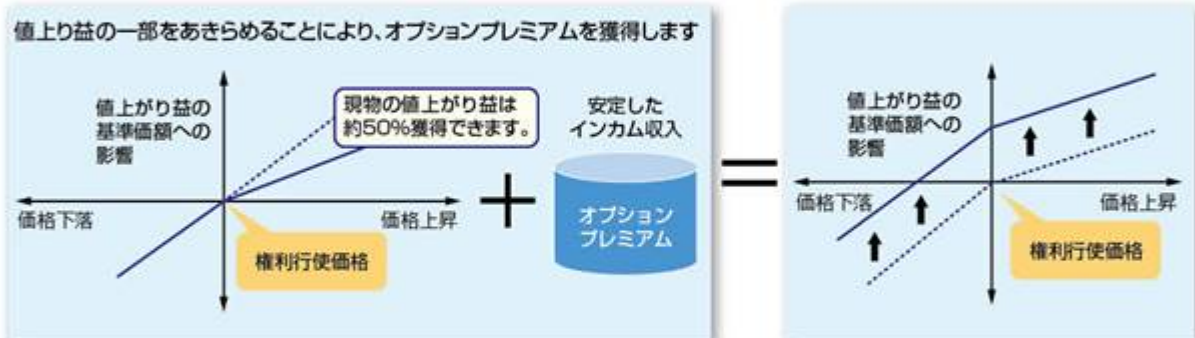 値上り益の一部をあきらめることにより、オプションプレミアムを獲得します
値上がり益の
基準価額への
影響
現物の値上がり益は
約50%獲得できます。
価格下落
価格上昇
権利行使価格
+
安定した
インカム収入
オプション
プレミアム
=
値上がり益の
基準価額への
影響
価格下落
価格上昇
権利行使価格